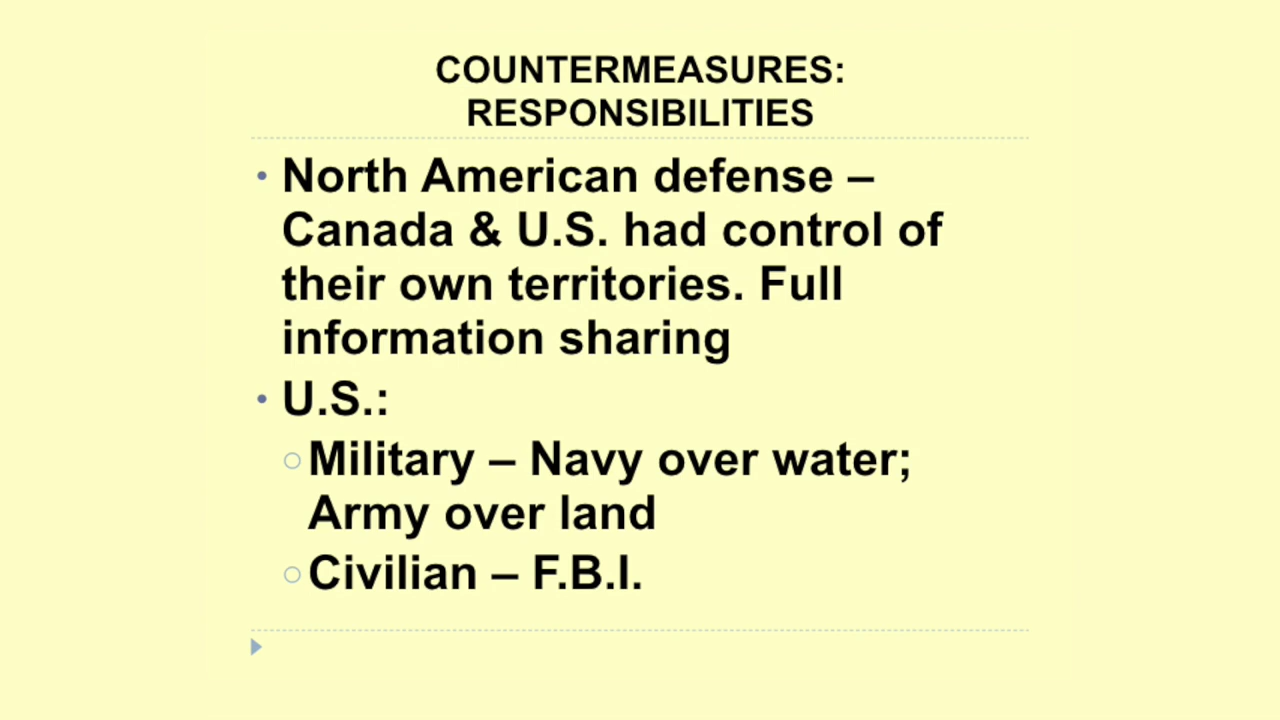 COUNTERMEASURES:
RESPONSIBILITIES
• North American defense –
Canada & U.S. had control of
their own territories. Full
information sharing
• U.S.:
○ Military – Navy over water;
Army over land
○ Civilian – F.B.I.